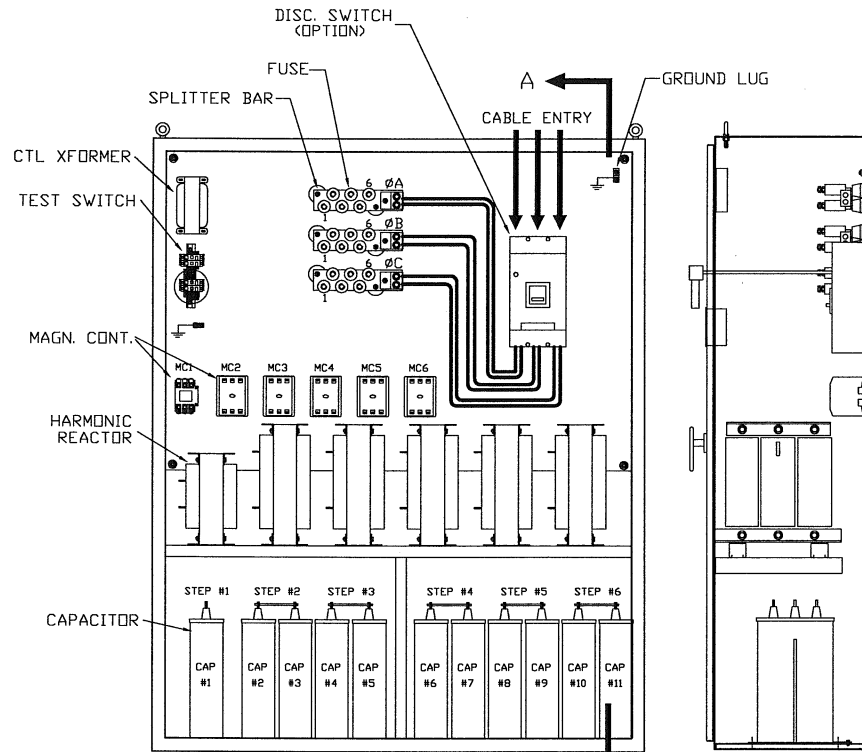 DISC. SWITCH
(OPTION)
FUSE
SPLITTER BAR
A
GROUND LUG
CABLE ENTRY
CTL XFORMER
TEST SWITCH
6 ØA
1
6 ØB
1
6 ØC
1
MAGN. CONT.
MC1 MC2 MC3 MC4 MC5 MC6
HARMONIC
REACTOR
STEP #1 STEP #2 STEP #3 STEP #4 STEP #5 STEP #6
CAPACITOR
CAP CAP CAP CAP CAP CAP CAP CAP CAP CAP CAP
#1 #2 #3 #4 #5 #6 #7 #8 #9 #10 #11